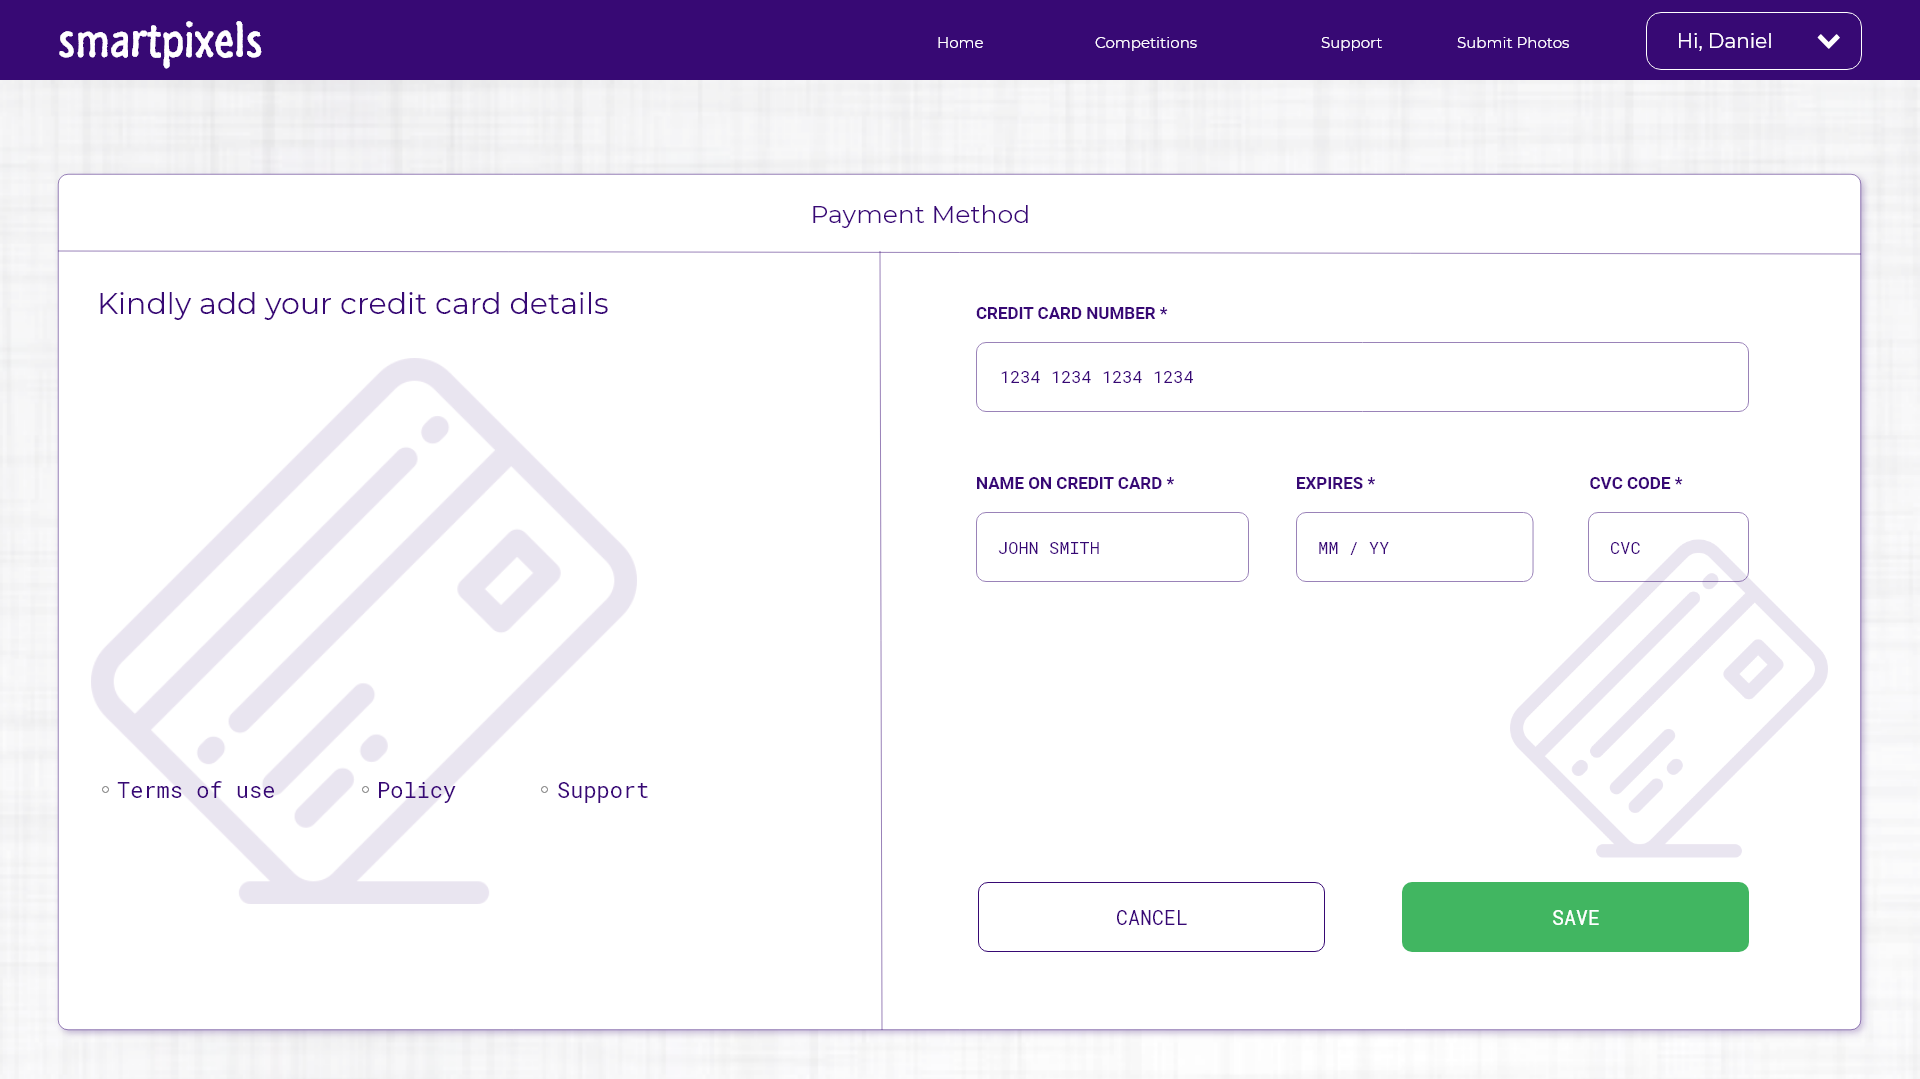 smartpixels
Home
Competitions
Support
Submit Photos
Hi, Daniel
Payment Method
Kindly add your credit card details
Terms of use
Policy
Support
CREDIT CARD NUMBER *
1234 1234 1234 1234
NAME ON CREDIT CARD *
EXPIRES *
CVC CODE *
JOHN SMITH
MM / YY
CVC
CANCEL
SAVE